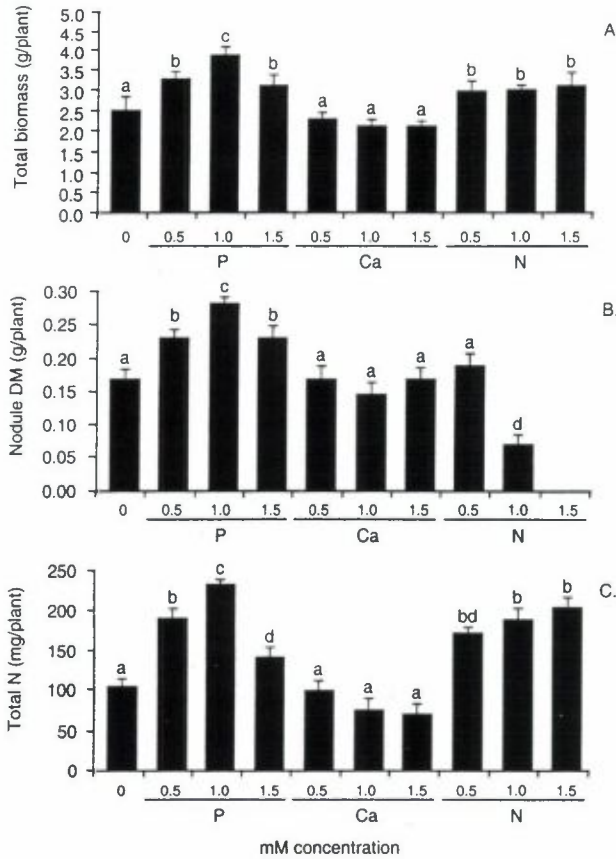 A
Total biomass (g/plant)
5.0
4.5
4.0
3.5
3.0
2.5
2.0
1.5
1.0
0.5
0.0
a b c b a a a b b b
0 0.5 1.0 1.5 0.5 1.0 1.5 0.5 1.0 1.5
P Ca N
B.
Nodule DM (g/plant)
0.30
0.25
0.20
0.15
0.10
0.05
0.00
a b c b a a a a d
0 0.5 1.0 1.5 0.5 1.0 1.5 0.5 1.0 1.5
P Ca N
C.
Total N (mg/plant)
250
200
150
100
50
0
a b c d a a a bd b b
0 0.5 1.0 1.5 0.5 1.0 1.5 0.5 1.0 1.5
P Ca N
mM concentration